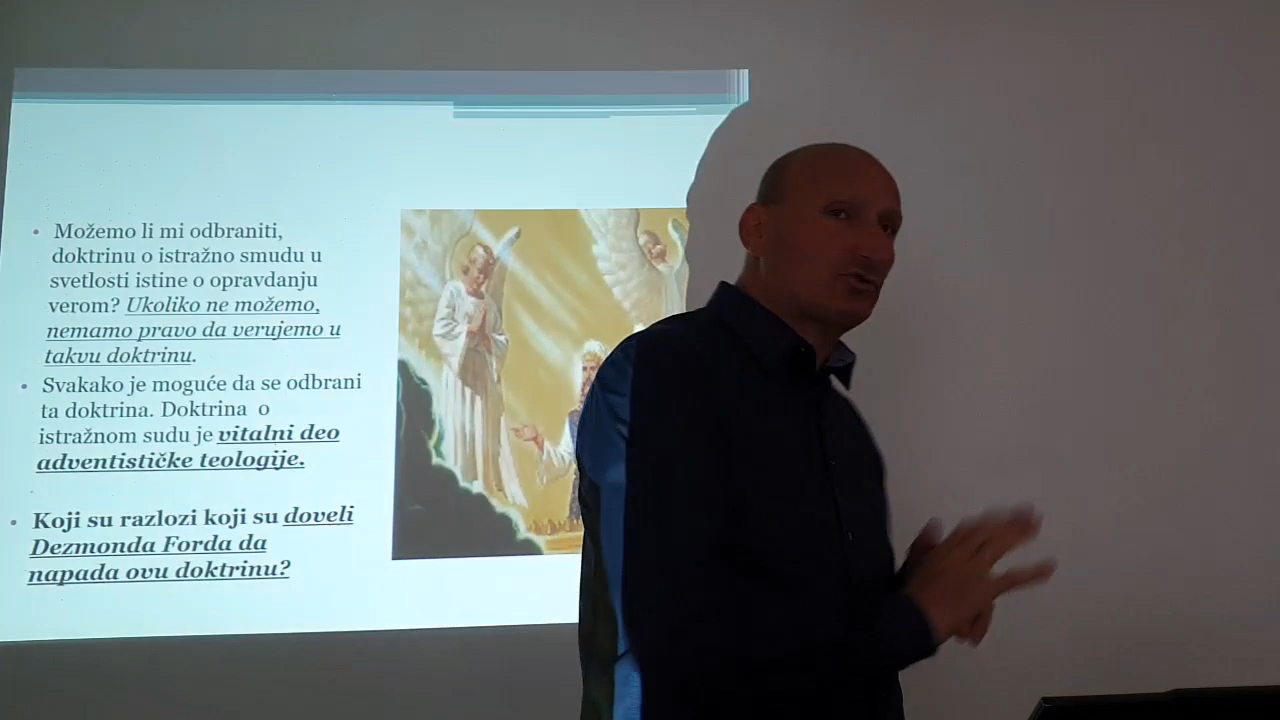 Možemo li mi odbraniti,
doktrinu o istražno smudu u
svetlosti istine o opravdanju
verom? Ukoliko ne možemo,
nemamo pravo da verujemo u
takvu doktrinu.
Svakako je moguće da se odbrani
ta doktrina. Doktrina o
istražnom sudu je vitalni deo
adventističke teologije.
Koji su razlozi koji su doveli
Dezmonda Forda da
napada ovu doktrinu?